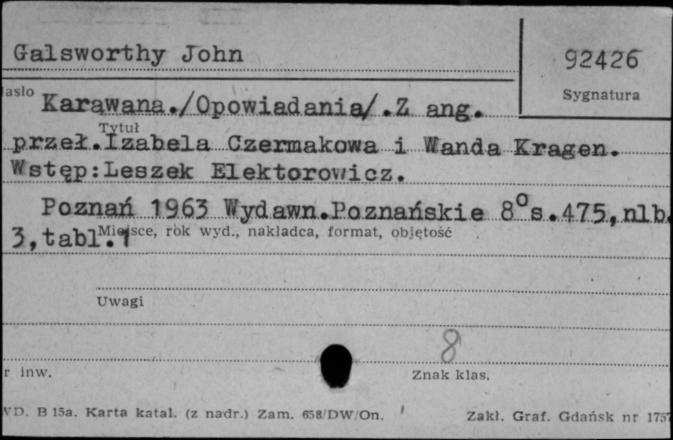 Galsworthy John
92426
Sygnatura
Karawana./Opowiadania/.Z ang.
Tytuł
przeł.Izabela Czermakowa i Wanda Kragen.
Wstęp:Leszek Elektorowicz.
Poznań 1963 Wydawn.Poznańskie 8°s.475,nlb.
3,tabl.1
Miejsce, rok wyd., nakładca, format, objętość
Uwagi
8
r inw.
Znak klas.
WD. B 15a. Karta katal. (z nadr.) Zam. 658/DW/On.
Zakł. Graf. Gdańsk nr 1757